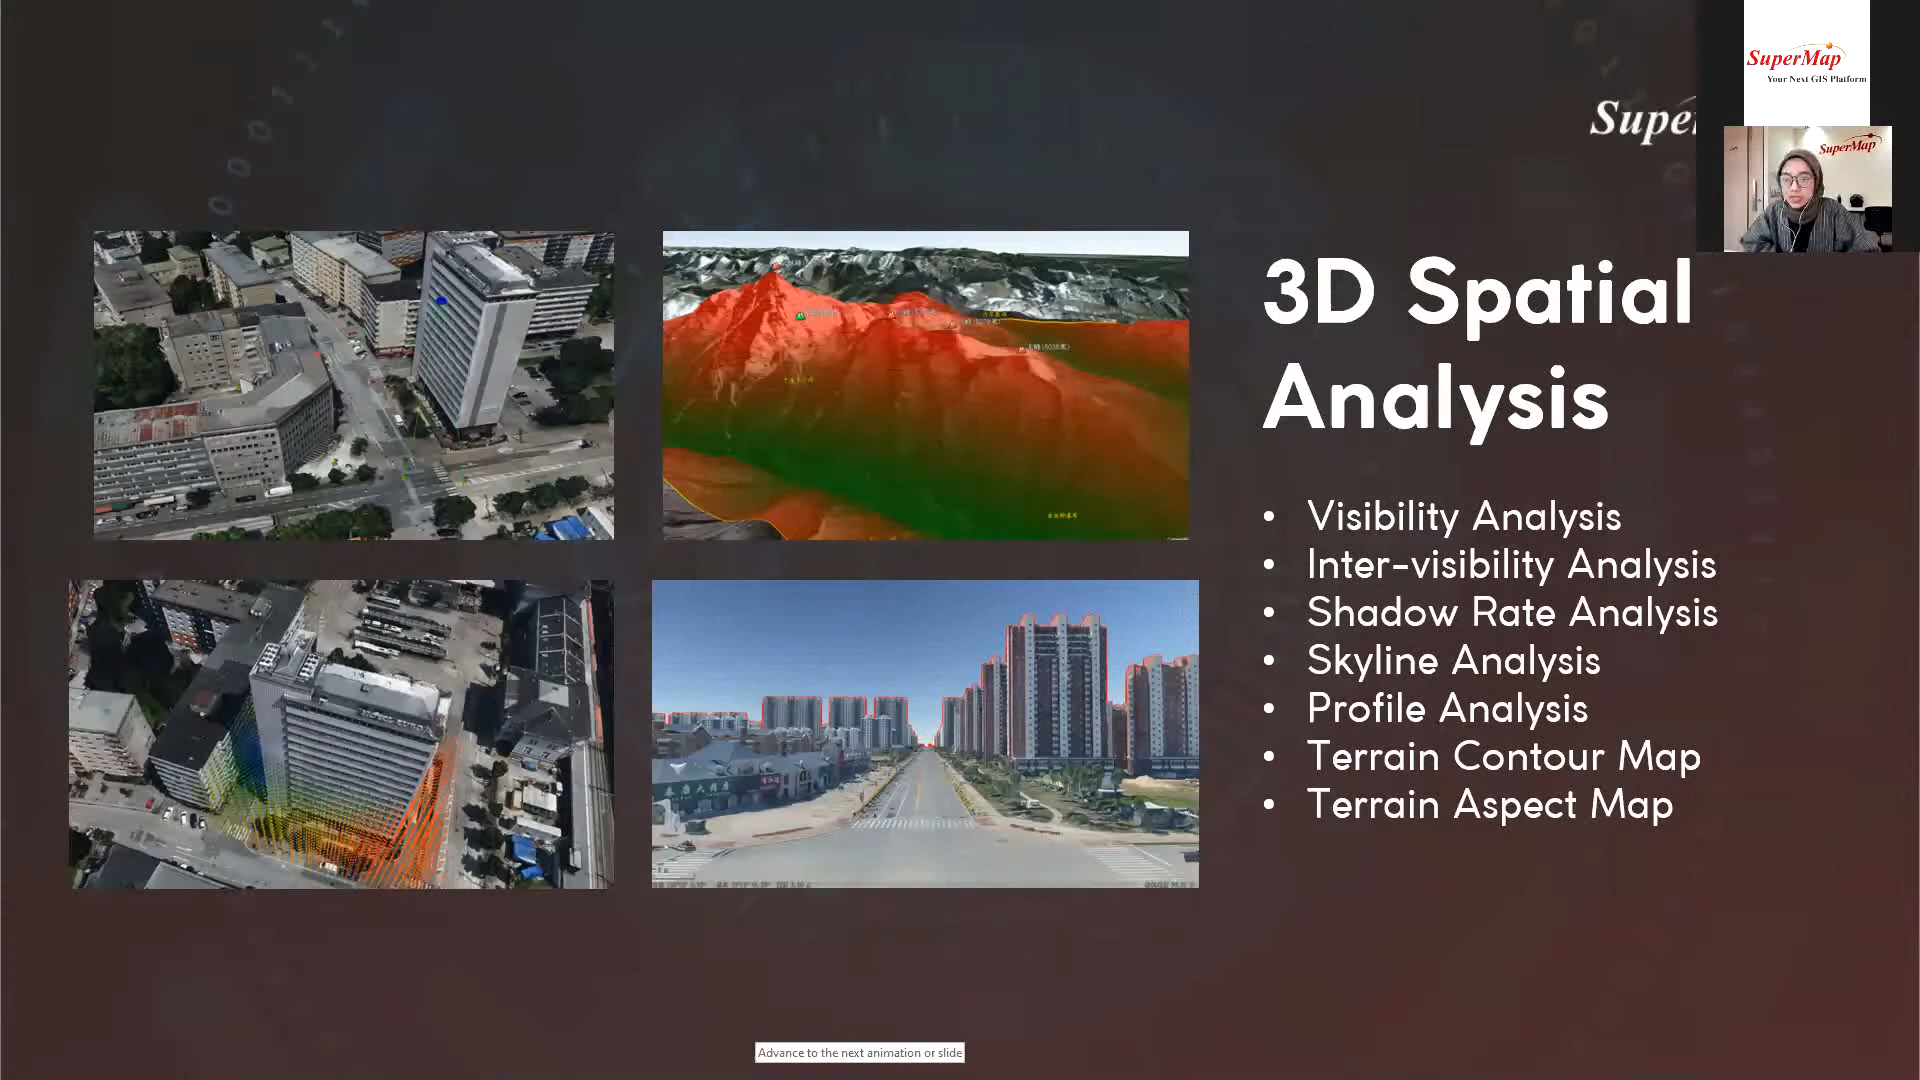 SuperMap
Your Next GIS Platform
Super
SuperMap
3D Spatial
Analysis
• Visibility Analysis
• Inter-visibility Analysis
• Shadow Rate Analysis
• Skyline Analysis
• Profile Analysis
• Terrain Contour Map
• Terrain Aspect Map
Advance to the next animation or slide